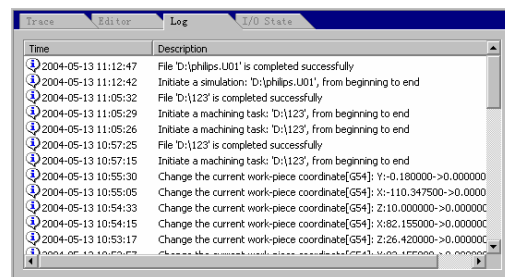 Trace Editor Log I/O State
Time Description
2004-05-13 11:12:47 File 'D:\philips.U01' is completed successfully
2004-05-13 11:12:42 Initiate a simulation: 'D:\philips.U01', from beginning to end
2004-05-13 11:05:32 File 'D:\123' is completed successfully
2004-05-13 11:05:29 Initiate a machining task: 'D:\123', from beginning to end
2004-05-13 11:05:26 Initiate a machining task: 'D:\123', from beginning to end
2004-05-13 10:57:25 File 'D:\123' is completed successfully
2004-05-13 10:57:15 Initiate a machining task: 'D:\123', from beginning to end
2004-05-13 10:55:30 Change the current work-piece coordinate[G54]: Y:-0.180000->0.000000
2004-05-13 10:55:05 Change the current work-piece coordinate[G54]: X:-110.347500->0.0000
2004-05-13 10:54:33 Change the current work-piece coordinate[G54]: Z:10.000000->0.000000
2004-05-13 10:54:15 Change the current work-piece coordinate[G54]: X:82.155000->0.00000
2004-05-13 10:53:17 Change the current work-piece coordinate[G54]: Z:26.420000->0.00000